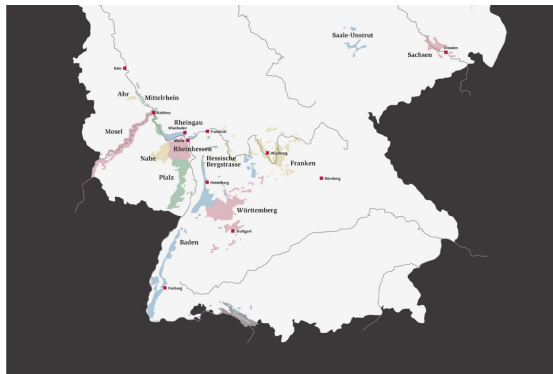 Saale-Unstrut
Dresden
Sachsen
Köln
Ahr
Mittelrhein
Koblenz
Rheingau
Wiesbaden
Frankfurt
Mosel
Mainz
Rheinhessen
Nahe
Hessische
Bergstrasse
Würzburg
Franken
Pfalz
Heidelberg
Nürnberg
Württemberg
Stuttgart
Baden
Freiburg